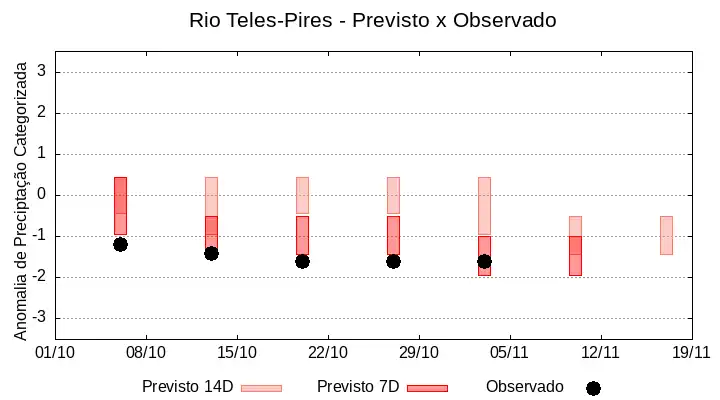 Rio Teles-Pires - Previsto x Observado
Anomalia de Preciptação Categorizada
3
2
1
0
-1
-2
-3
01/10 08/10 15/10 22/10 29/10 05/11 12/11 19/11
Previsto 14D Previsto 7D Observado